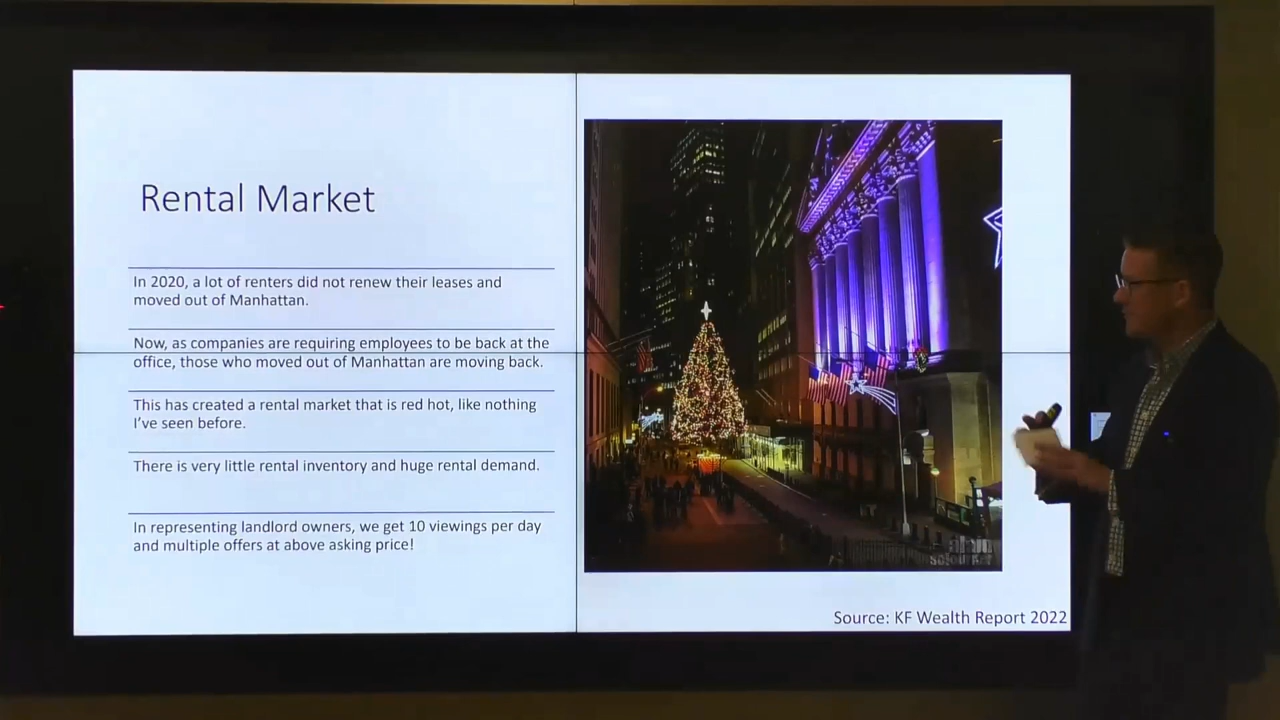 Rental Market
In 2020, a lot of renters did not renew their leases and
moved out of Manhattan.
Now, as companies are requiring employees to be back at the
office, those who moved out of Manhattan are moving back.
This has created a rental market that is red hot, like nothing
I've seen before.
There is very little rental inventory and huge rental demand.
In representing landlord owners, we get 10 viewings per day
and multiple offers at above asking price!
Source: KF Wealth Report 2022